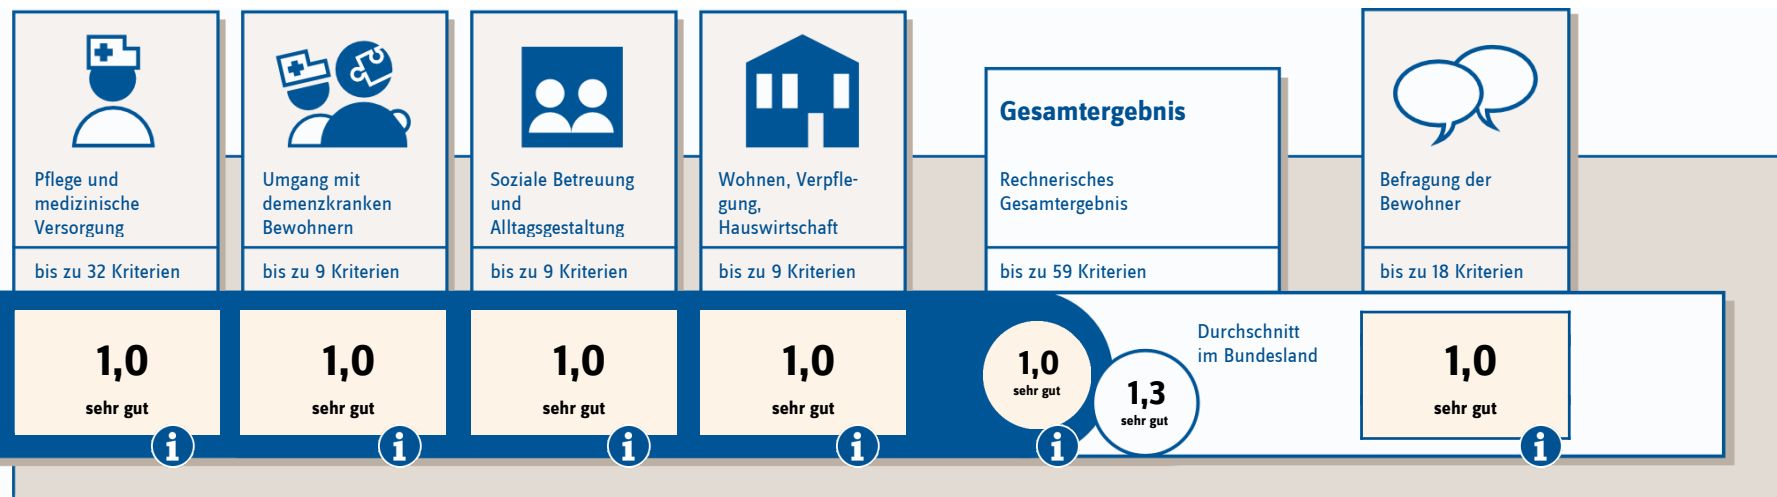 Pflege und
medizinische
Versorgung
bis zu 32 Kriterien
1,0
sehr gut
Umgang mit
demenzkranken
Bewohnern
bis zu 9 Kriterien
1,0
sehr gut
Soziale Betreuung
und
Alltagsgestaltung
bis zu 9 Kriterien
1,0
sehr gut
Wohnen, Verpfle-
gung,
Hauswirtschaft
bis zu 9 Kriterien
1,0
sehr gut
Gesamtergebnis
Rechnerisches
Gesamtergebnis
bis zu 59 Kriterien
1,0
sehr gut
1,3
sehr gut
Durchschnitt
im Bundesland
Befragung der
Bewohner
bis zu 18 Kriterien
1,0
sehr gut